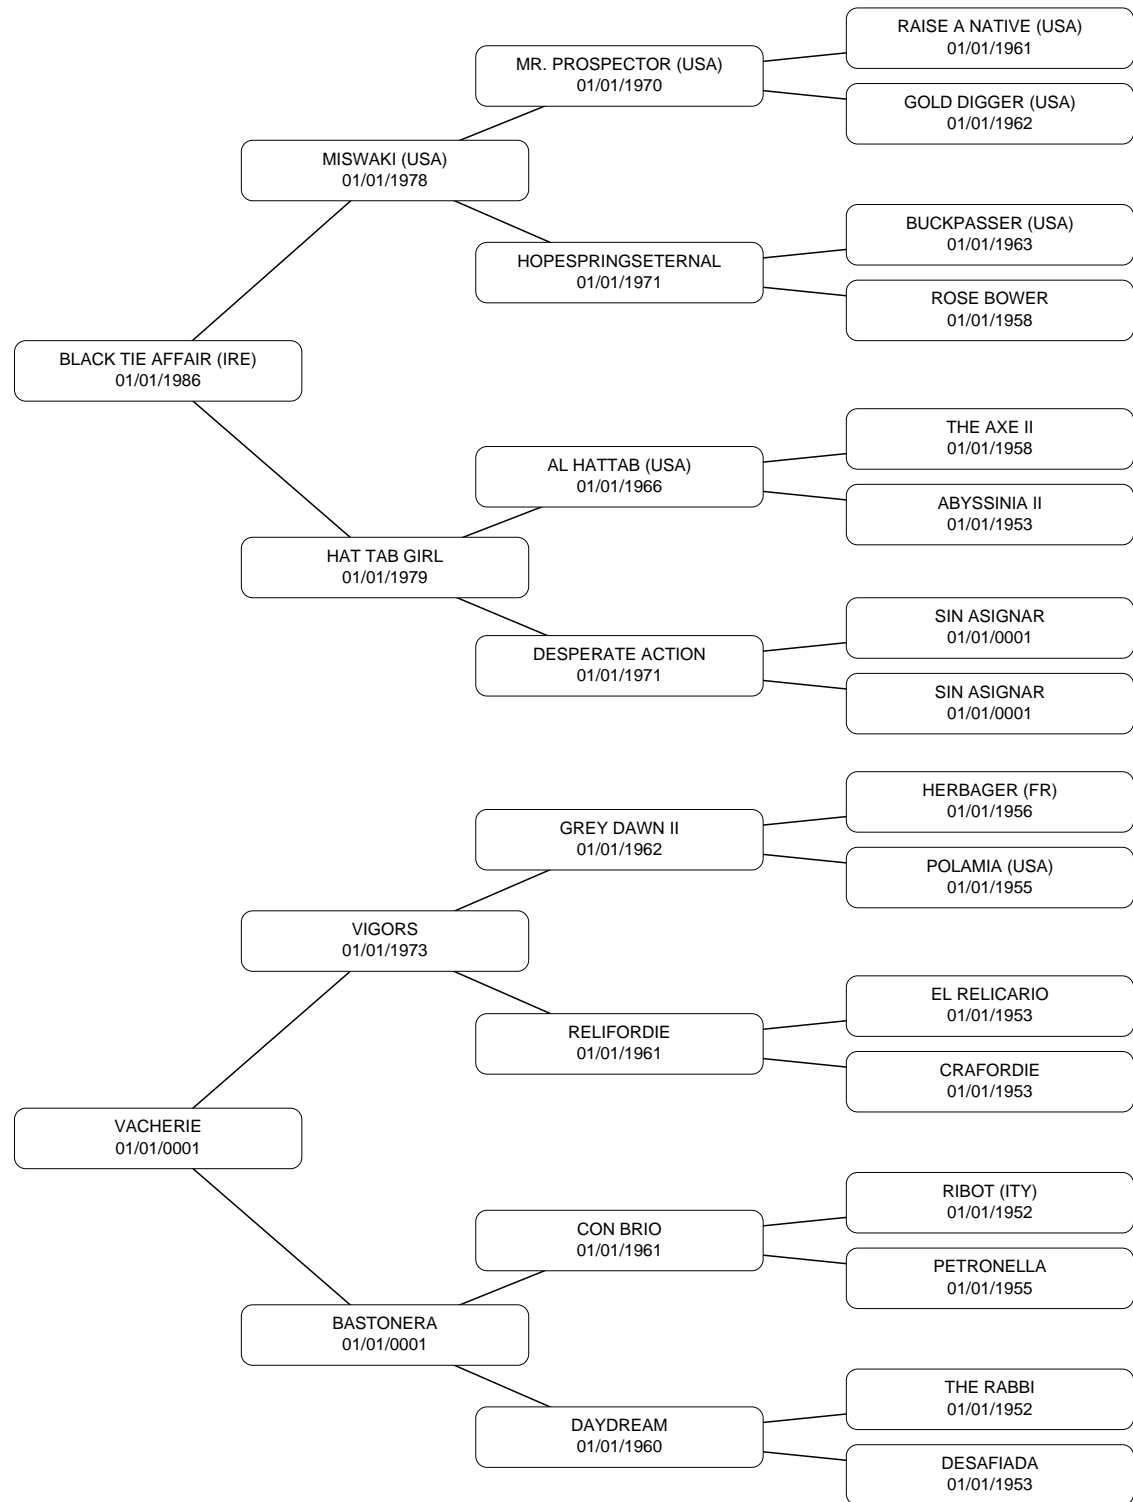 RAISE A NATIVE (USA)
01/01/1961
MR. PROSPECTOR (USA)
01/01/1970
GOLD DIGGER (USA)
01/01/1962
MISWAKI (USA)
01/01/1978
BUCKPASSER (USA)
01/01/1963
HOPESPRINGSETERNAL
01/01/1971
ROSE BOWER
01/01/1958
BLACK TIE AFFAIR (IRE)
01/01/1986
THE AXE II
01/01/1958
AL HATTAB (USA)
01/01/1966
ABYSSINIA II
01/01/1953
HAT TAB GIRL
01/01/1979
SIN ASIGNAR
01/01/0001
DESPERATE ACTION
01/01/1971
SIN ASIGNAR
01/01/0001
HERBAGER (FR)
01/01/1956
GREY DAWN II
01/01/1962
POLAMIA (USA)
01/01/1955
VIGORS
01/01/1973
EL RELICARIO
01/01/1953
RELIFORDIE
01/01/1961
CRAFORDIE
01/01/1953
VACHERIE
01/01/0001
RIBOT (ITY)
01/01/1952
CON BRIO
01/01/1961
PETRONELLA
01/01/1955
BASTONERA
01/01/0001
THE RABBI
01/01/1952
DAYDREAM
01/01/1960
DESAFIADA
01/01/1953